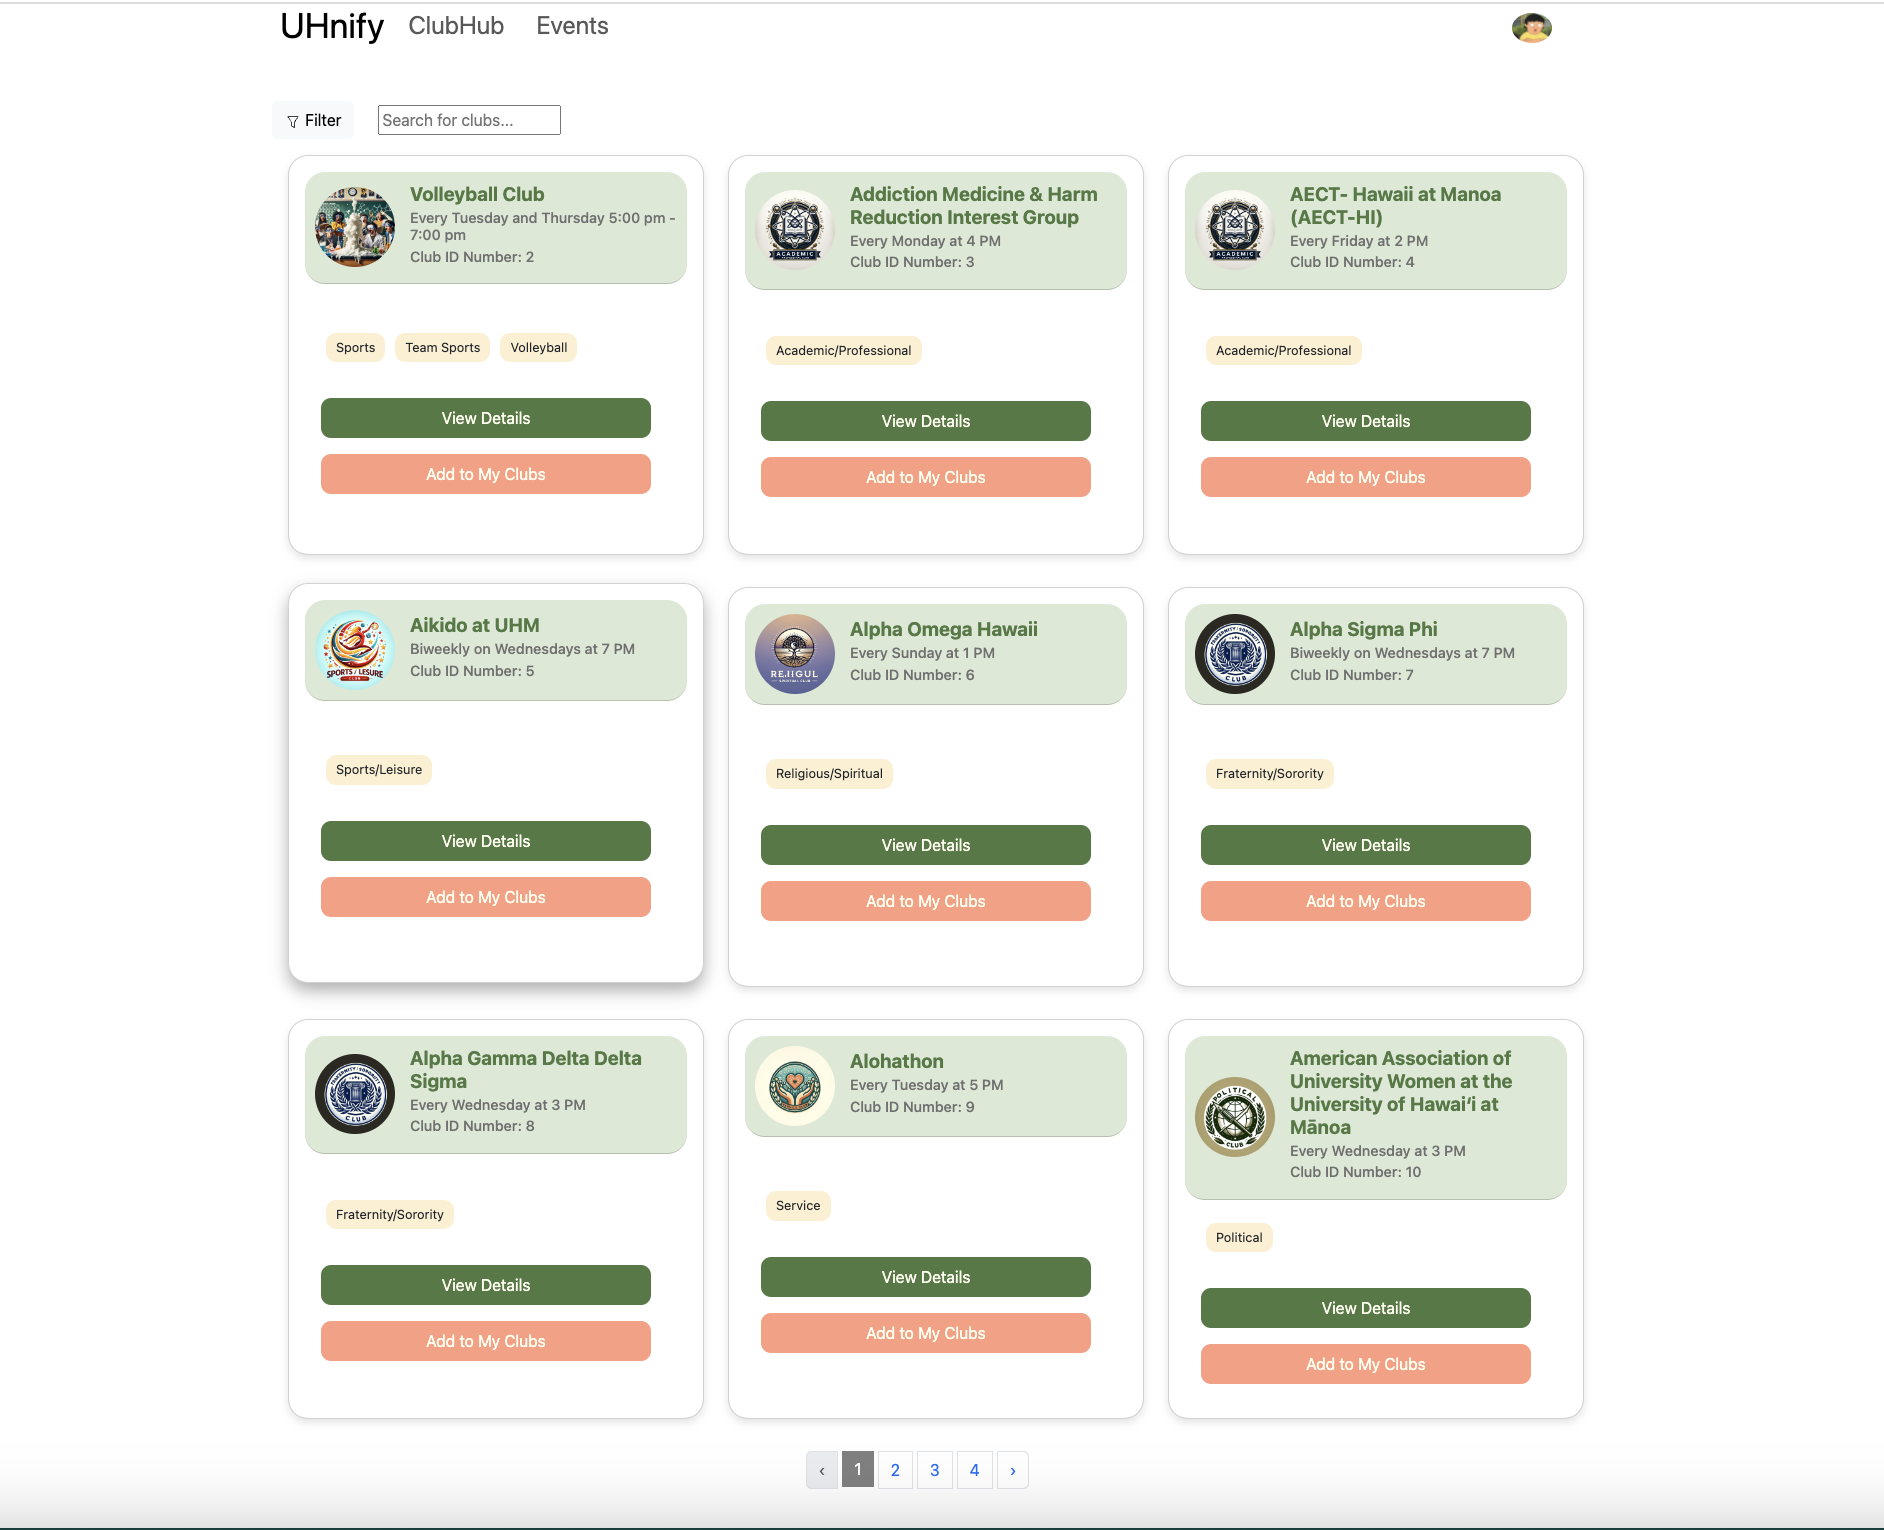 UHnify ClubHub Events
Filter
Search for clubs...
Volleyball Club
Every Tuesday and Thursday 5:00 pm -
7:00 pm
Club ID Number: 2
Sports Team Sports Volleyball
View Details
Add to My Clubs
ACADEMIC
Addiction Medicine & Harm
Reduction Interest Group
Every Monday at 4 PM
Club ID Number: 3
Academic/Professional
View Details
Add to My Clubs
ACADEMIC
AECT- Hawaii at Manoa
(AECT-HI)
Every Friday at 2 PM
Club ID Number: 4
Academic/Professional
View Details
Add to My Clubs
SPORTS / LESURE
CLUB
Aikido at UHM
Biweekly on Wednesdays at 7 PM
Club ID Number: 5
Sports/Leisure
View Details
Add to My Clubs
Alpha Omega Hawaii
Every Sunday at 1 PM
Club ID Number: 6
Religious/Spiritual
View Details
Add to My Clubs
FRATERNITY/SORORITY
CLUB
Alpha Sigma Phi
Biweekly on Wednesdays at 7 PM
Club ID Number: 7
Fraternity/Sorority
View Details
Add to My Clubs
FRATERNITY/SORORITY
CLUB
Alpha Gamma Delta Delta
Sigma
Every Wednesday at 3 PM
Club ID Number: 8
Fraternity/Sorority
View Details
Add to My Clubs
Alohathon
Every Tuesday at 5 PM
Club ID Number: 9
Service
View Details
Add to My Clubs
POLITICAL
CLUB
American Association of
University Women at the
University of Hawaiʻi at
Mānoa
Every Wednesday at 3 PM
Club ID Number: 10
Political
View Details
Add to My Clubs
‹ 1 2 3 4 ›